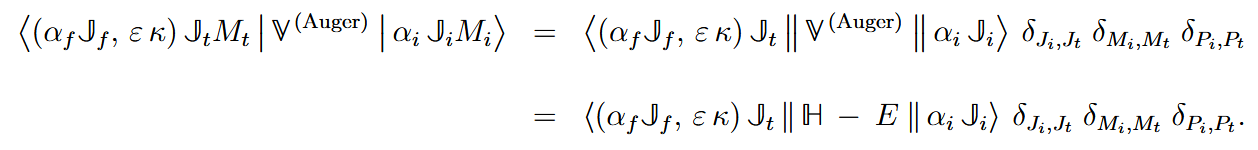 ⟨(α_f 𝕁_f, ε κ) 𝕁_t M_t | 𝕍^(Auger) | α_i 𝕁_i M_i⟩ = ⟨(α_f 𝕁_f, ε κ) 𝕁_t ∥ 𝕍^(Auger) ∥ α_i 𝕁_i⟩ δ_{J_i,J_t} δ_{M_i,M_t} δ_{P_i,P_t}
= ⟨(α_f 𝕁_f, ε κ) 𝕁_t ∥ ℍ − E ∥ α_i 𝕁_i⟩ δ_{J_i,J_t} δ_{M_i,M_t} δ_{P_i,P_t}.